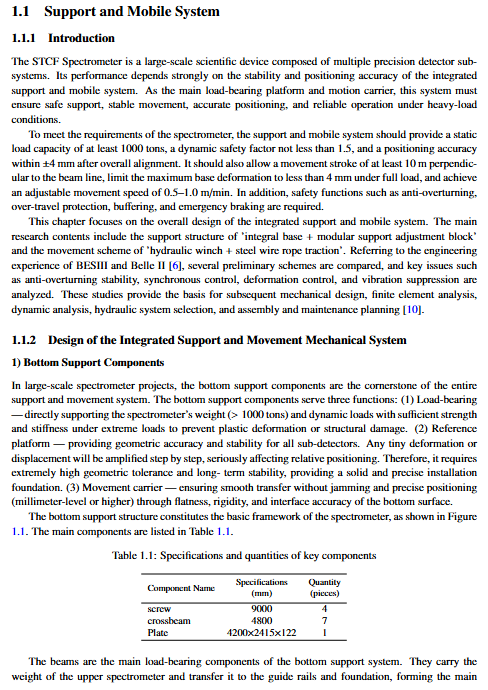 1.1 Support and Mobile System
1.1.1 Introduction
The STCF Spectrometer is a large-scale scientific device composed of multiple precision detector sub-
systems. Its performance depends strongly on the stability and positioning accuracy of the integrated
support and mobile system. As the main load-bearing platform and motion carrier, this system must
ensure safe support, stable movement, accurate positioning, and reliable operation under heavy-load
conditions.
To meet the requirements of the spectrometer, the support and mobile system should provide a static
load capacity of at least 1000 tons, a dynamic safety factor not less than 1.5, and a positioning accuracy
within ±4 mm after overall alignment. It should also allow a movement stroke of at least 10 m perpendic-
ular to the beam line, limit the maximum base deformation to less than 4 mm under full load, and achieve
an adjustable movement speed of 0.5–1.0 m/min. In addition, safety functions such as anti-overturning,
over-travel protection, buffering, and emergency braking are required.
This chapter focuses on the overall design of the integrated support and mobile system. The main
research contents include the support structure of 'integral base + modular support adjustment block'
and the movement scheme of 'hydraulic winch + steel wire rope traction'. Referring to the engineering
experience of BESIII and Belle II [6], several preliminary schemes are compared, and key issues such
as anti-overturning stability, synchronous control, deformation control, and vibration suppression are
analyzed. These studies provide the basis for subsequent mechanical design, finite element analysis,
dynamic analysis, hydraulic system selection, and assembly and maintenance planning [10].
1.1.2 Design of the Integrated Support and Movement Mechanical System
1) Bottom Support Components
In large-scale spectrometer projects, the bottom support components are the cornerstone of the entire
support and movement system. The bottom support components serve three functions: (1) Load-bearing
— directly supporting the spectrometer's weight (> 1000 tons) and dynamic loads with sufficient strength
and stiffness under extreme loads to prevent plastic deformation or structural damage. (2) Reference
platform — providing geometric accuracy and stability for all sub-detectors. Any tiny deformation or
displacement will be amplified step by step, seriously affecting relative positioning. Therefore, it requires
extremely high geometric tolerance and long- term stability, providing a solid and precise installation
foundation. (3) Movement carrier — ensuring smooth transfer without jamming and precise positioning
(millimeter-level or higher) through flatness, rigidity, and interface accuracy of the bottom surface.
The bottom support structure constitutes the basic framework of the spectrometer, as shown in Figure
1.1. The main components are listed in Table 1.1.
Table 1.1: Specifications and quantities of key components
Component Name Specifications (mm) Quantity (pieces)
screw 9000 4
crossbeam 4800 7
Plate 4200×2415×122 1
The beams are the main load-bearing components of the bottom support system. They carry the
weight of the upper spectrometer and transfer it to the guide rails and foundation, forming the main